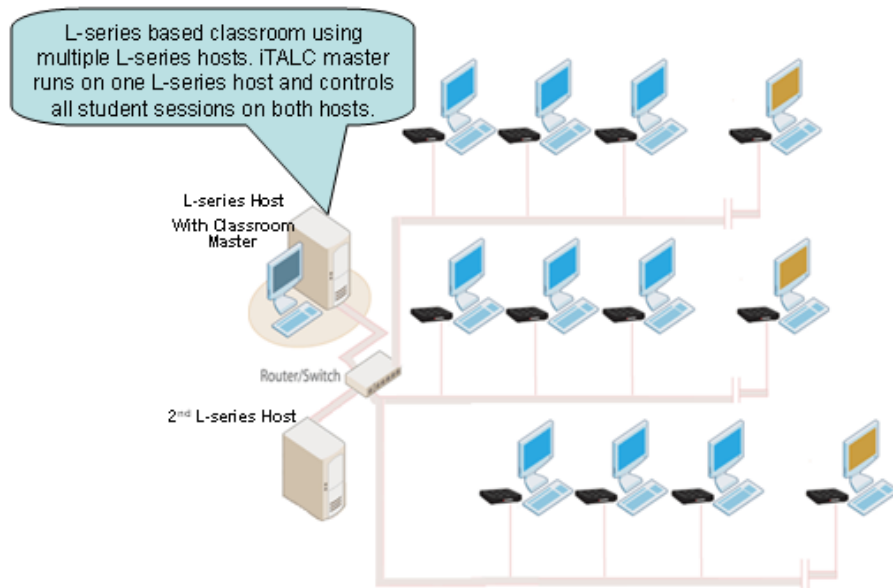 L-series based classroom using
multiple L-series hosts. iTALC master
runs on one L-series host and controls
all student sessions on both hosts.
L-series Host
With Classroom
Master
Router/Switch
2nd L-series Host